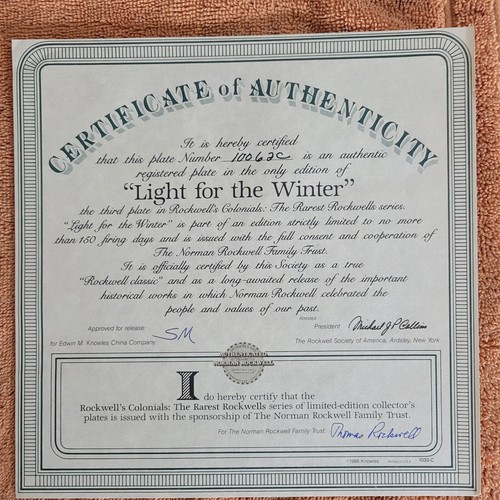 CERTIFICATE of AUTHENTICITY
It is hereby certified
that this plate Number 10062C is an authentic
registered plate in the only edition of
"Light for the Winter"
the third plate in Rockwell's Colonials: The Rarest Rockwells series.
"Light for the Winter" is part of an edition strictly limited to no more
than 150 firing days and is issued with the full consent and cooperation of
The Norman Rockwell Family Trust.
It is officially certified by this Society as a true
"Rockwell classic" and as a long-awaited release of the important
historical works in which Norman Rockwell celebrated the
people and values of our past.
Approved for release: SM
for Edwin M. Knowles China Company
Attested
President Michael J.P. Collins
The Rockwell Society of America, Ardsley, New York
AUTHENTICATED
NORMAN ROCKWELL
I do hereby certify that the
Rockwell's Colonials: The Rarest Rockwells series of limited-edition collector's
plates is issued with the sponsorship of The Norman Rockwell Family Trust.
For The Norman Rockwell Family Trust: Thomas Rockwell
Knowles